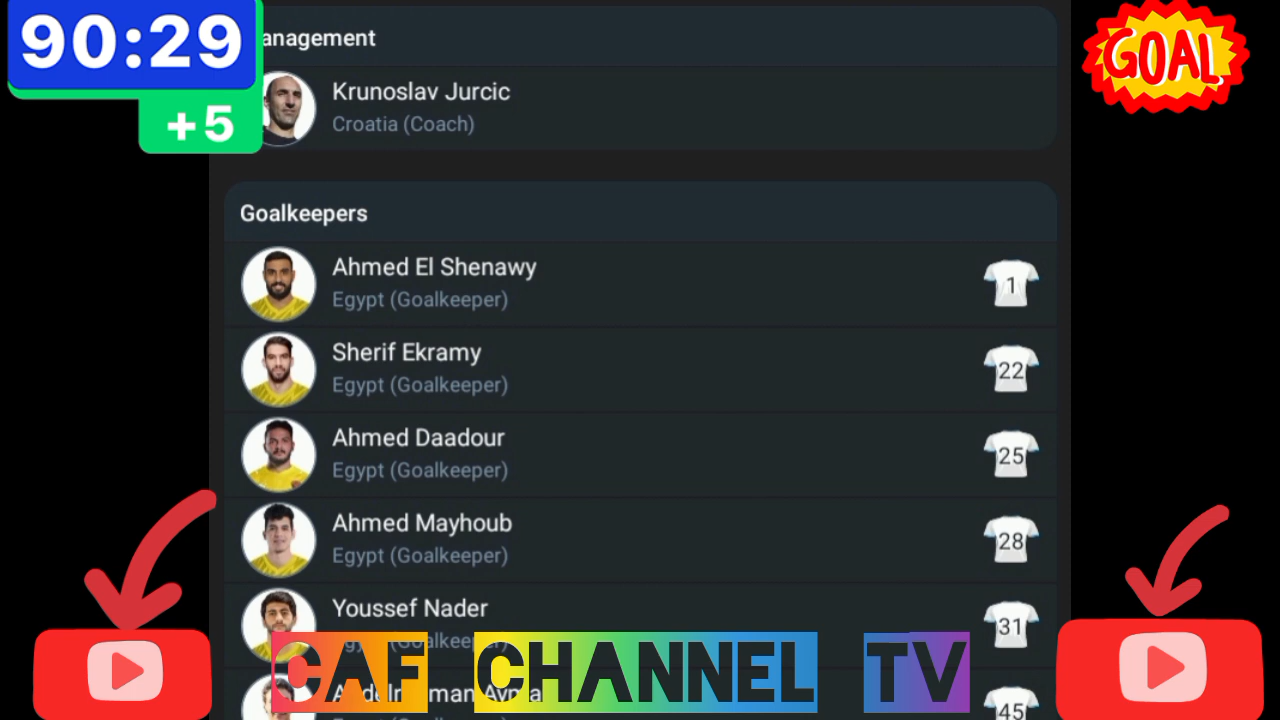 90:29
+5
anagement
GOAL
Krunoslav Jurcic
Croatia (Coach)
Goalkeepers
Ahmed El Shenawy
Egypt (Goalkeeper)
1
Sherif Ekramy
Egypt (Goalkeeper)
22
Ahmed Daadour
Egypt (Goalkeeper)
25
Ahmed Mayhoub
Egypt (Goalkeeper)
28
Youssef Nader
31
CAF CHANNEL TV
45